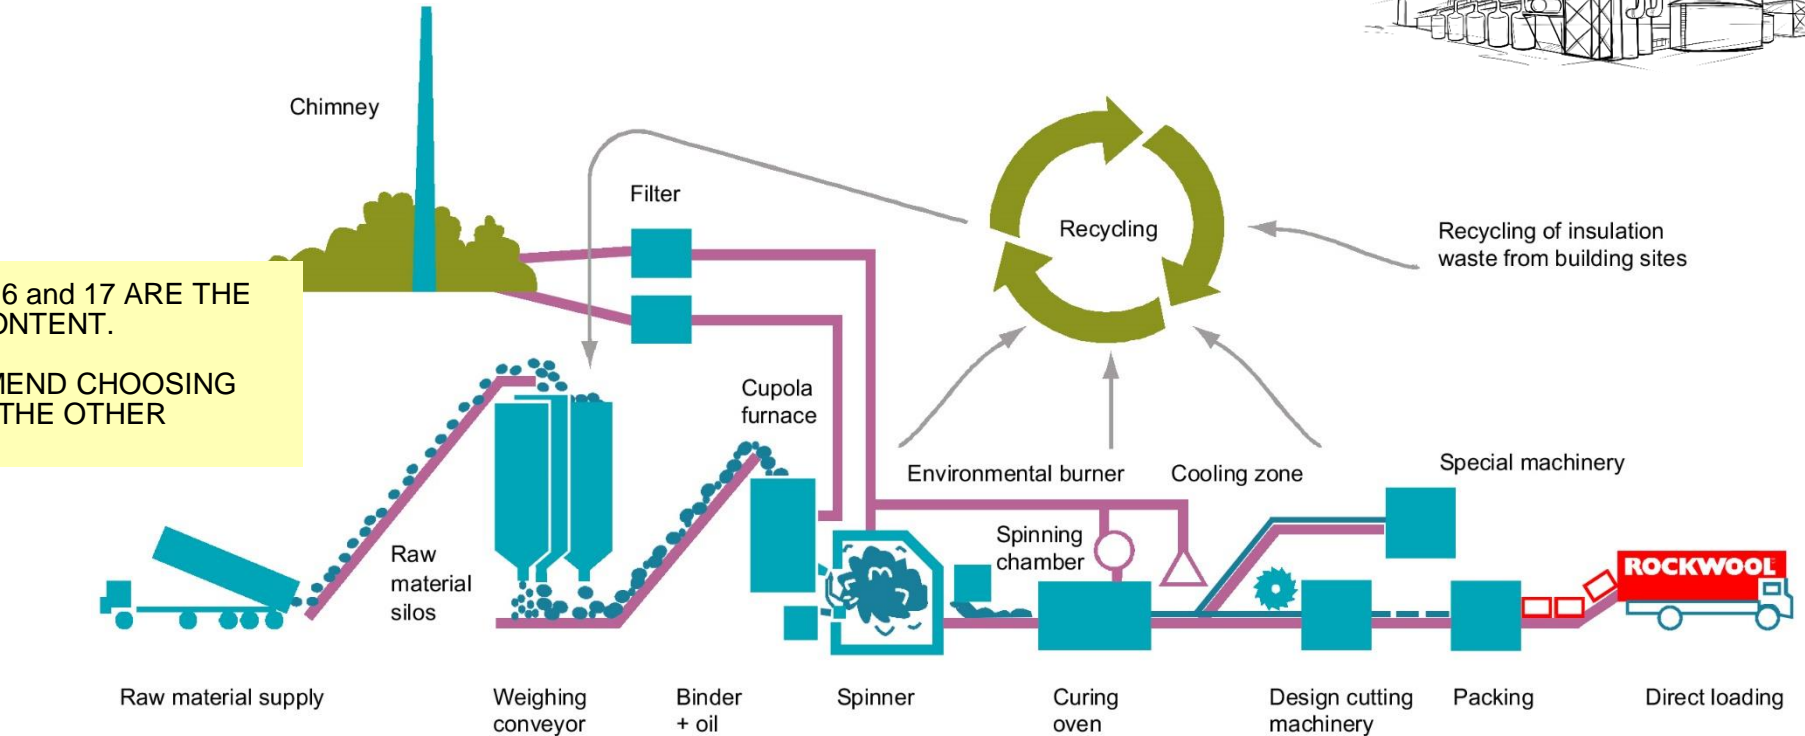 Chimney
Filter
Recycling
Recycling of insulation
waste from building sites
6 and 17 ARE THE
ONTENT.
MEND CHOOSING
THE OTHER
Cupola
furnace
Environmental burner
Cooling zone
Special machinery
Raw
material
silos
Spinning
chamber
ROCKWOOL
Raw material supply
Weighing
conveyor
Binder
+ oil
Spinner
Curing
oven
Design cutting
machinery
Packing
Direct loading